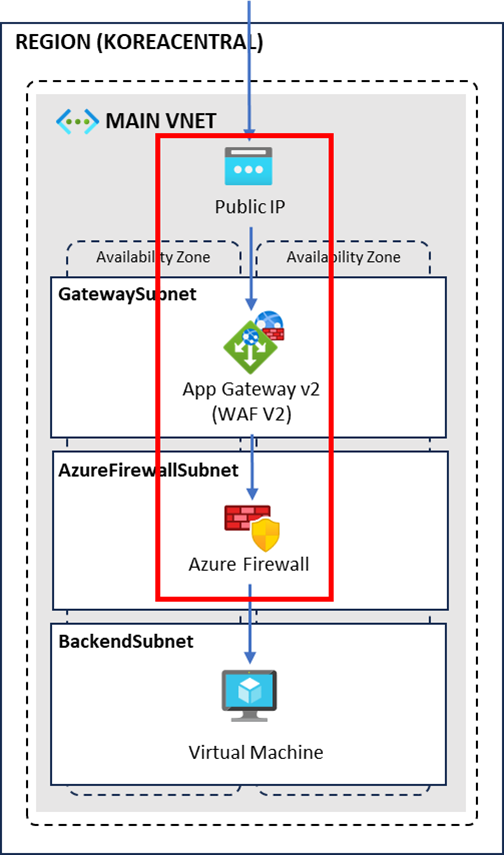 REGION (KOREACENTRAL)
MAIN VNET
Public IP
Availability Zone
Availability Zone
GatewaySubnet
App Gateway v2
(WAF V2)
AzureFirewallSubnet
Azure Firewall
BackendSubnet
Virtual Machine